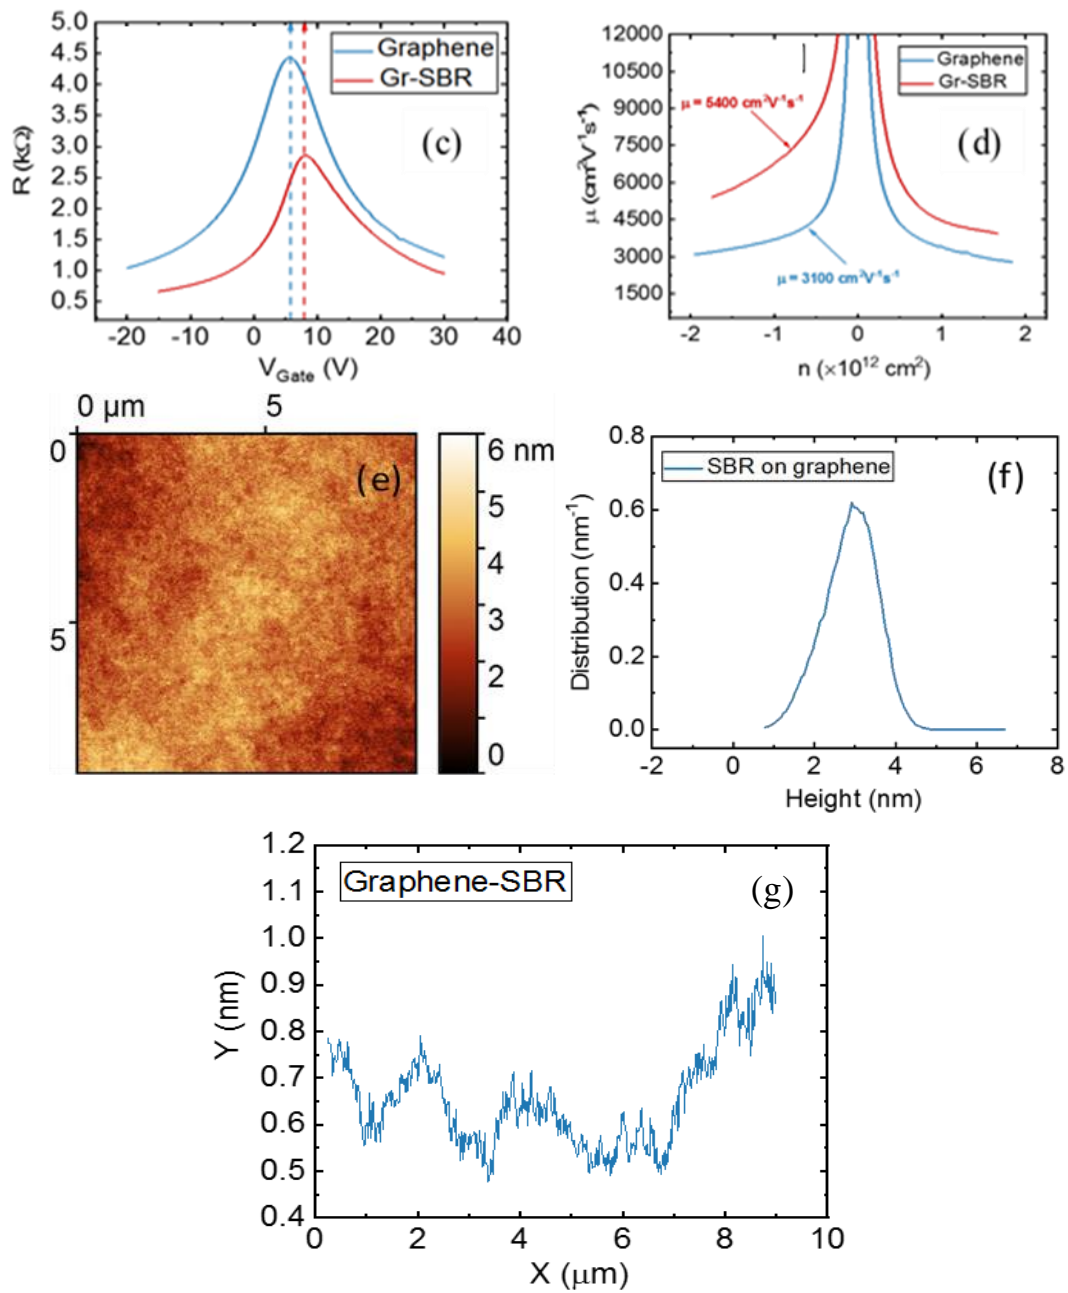 5.0
4.5
4.0
3.5
3.0
2.5
2.0
1.5
1.0
0.5
R (kΩ)
Graphene
Gr-SBR
(c)
-20 -10 0 10 20 30 40
V_Gate (V)
12000
10500
9000
7500
6000
4500
3000
1500
μ (cm²V⁻¹s⁻¹)
Graphene
Gr-SBR
μ = 5400 cm²V⁻¹s⁻¹
(d)
μ = 3100 cm²V⁻¹s⁻¹
-2 -1 0 1 2
n (×10¹² cm²)
0 μm 5
0
5
(e)
6 nm
5
4
3
2
0
0.8
0.6
0.4
0.2
0.0
Distribution (nm⁻¹)
SBR on graphene
(f)
-2 0 2 4 6 8
Height (nm)
1.2
1.1
1.0
0.9
0.8
0.7
0.6
0.5
0.4
Y (nm)
Graphene-SBR
(g)
0 2 4 6 8 10
X (μm)